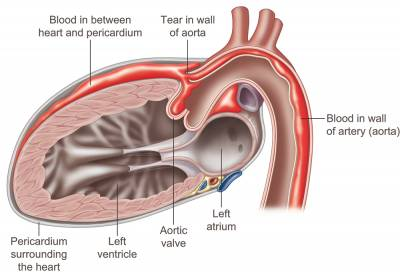 Blood in between
heart and pericardium
Tear in wall
of aorta
Blood in wall
of artery (aorta)
Pericardium
surrounding
the heart
Left
ventricle
Aortic
valve
Left
atrium